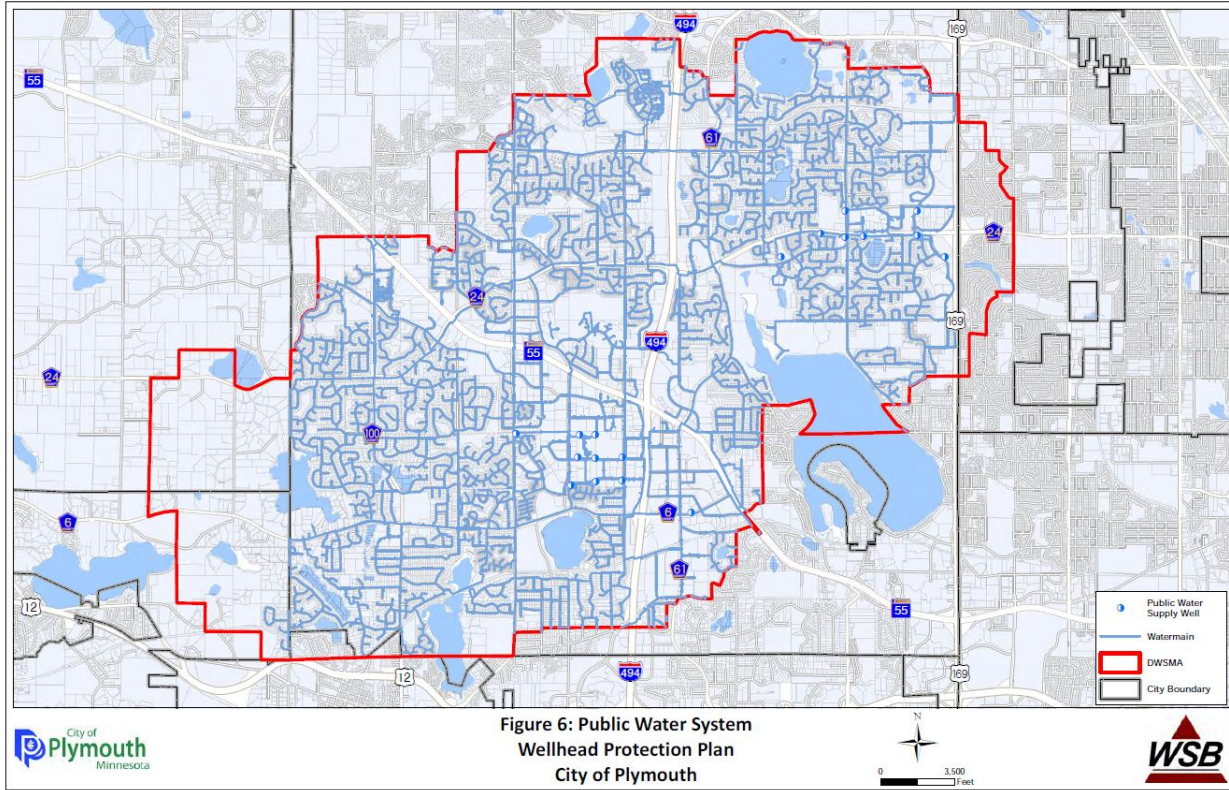 494
169
55
61
24
24
169
494
55
24
100
6
6
61
12
55
12
494
169
Public Water
Supply Well
Watermain
DWSMA
City Boundary
City of
Plymouth
Minnesota
Figure 6: Public Water System
Wellhead Protection Plan
City of Plymouth
N
0 3,500
Feet
WSB